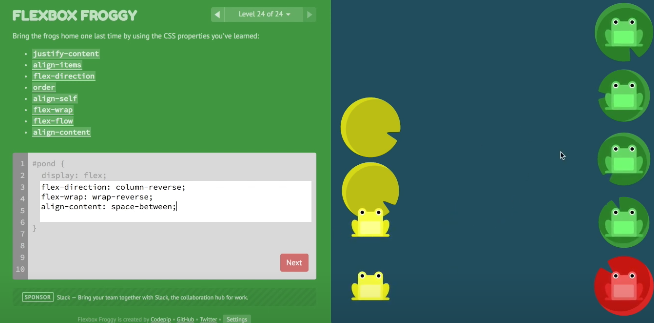 FLEXBOX FROGGY
Level 24 of 24
Bring the frogs home one last time by using the CSS properties you've learned:
justify-content
align-items
flex-direction
order
align-self
flex-wrap
flex-flow
align-content
1 #pond {
2 display: flex;
3 flex-direction: column-reverse;
4 flex-wrap: wrap-reverse;
5 align-content: space-between;
6 }
7
8
9
10
Next
SPONSOR Slack — Bring your team together with Slack, the collaboration hub for work.
Flexbox Froggy is created by Codepip • GitHub • Twitter • Settings